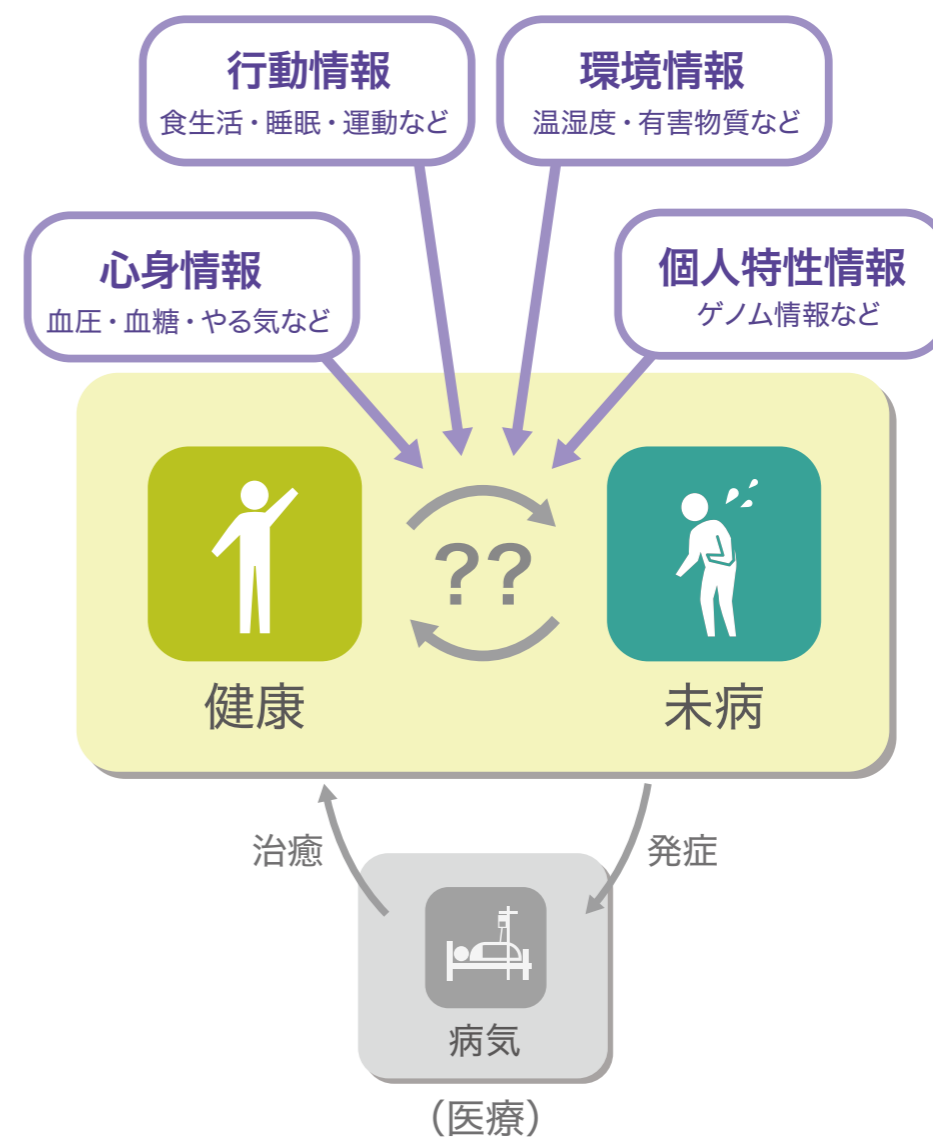 行動情報
食生活・睡眠・運動など
環境情報
温湿度・有害物質など
心身情報
血圧・血糖・やる気など
個人特性情報
ゲノム情報など
??
健康
未病
治癒
発症
病気
(医療)